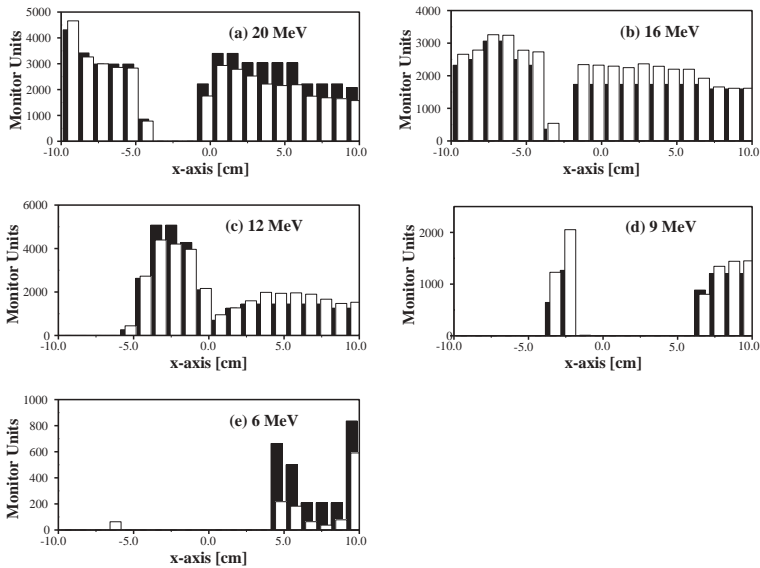 (a) 20 MeV
Monitor Units
5000
4000
3000
2000
1000
0
-10.0 -5.0 0.0 5.0 10.0
x-axis [cm]
(b) 16 MeV
Monitor Units
4000
3000
2000
1000
0
-10.0 -5.0 0.0 5.0 10.0
x-axis [cm]
(c) 12 MeV
Monitor Units
6000
4000
2000
0
-10.0 -5.0 0.0 5.0 10.0
x-axis [cm]
(d) 9 MeV
Monitor Units
2000
1000
0
-10.0 -5.0 0.0 5.0 10.0
x-axis [cm]
(e) 6 MeV
Monitor Units
1000
800
600
400
200
0
-10.0 -5.0 0.0 5.0 10.0
x-axis [cm]